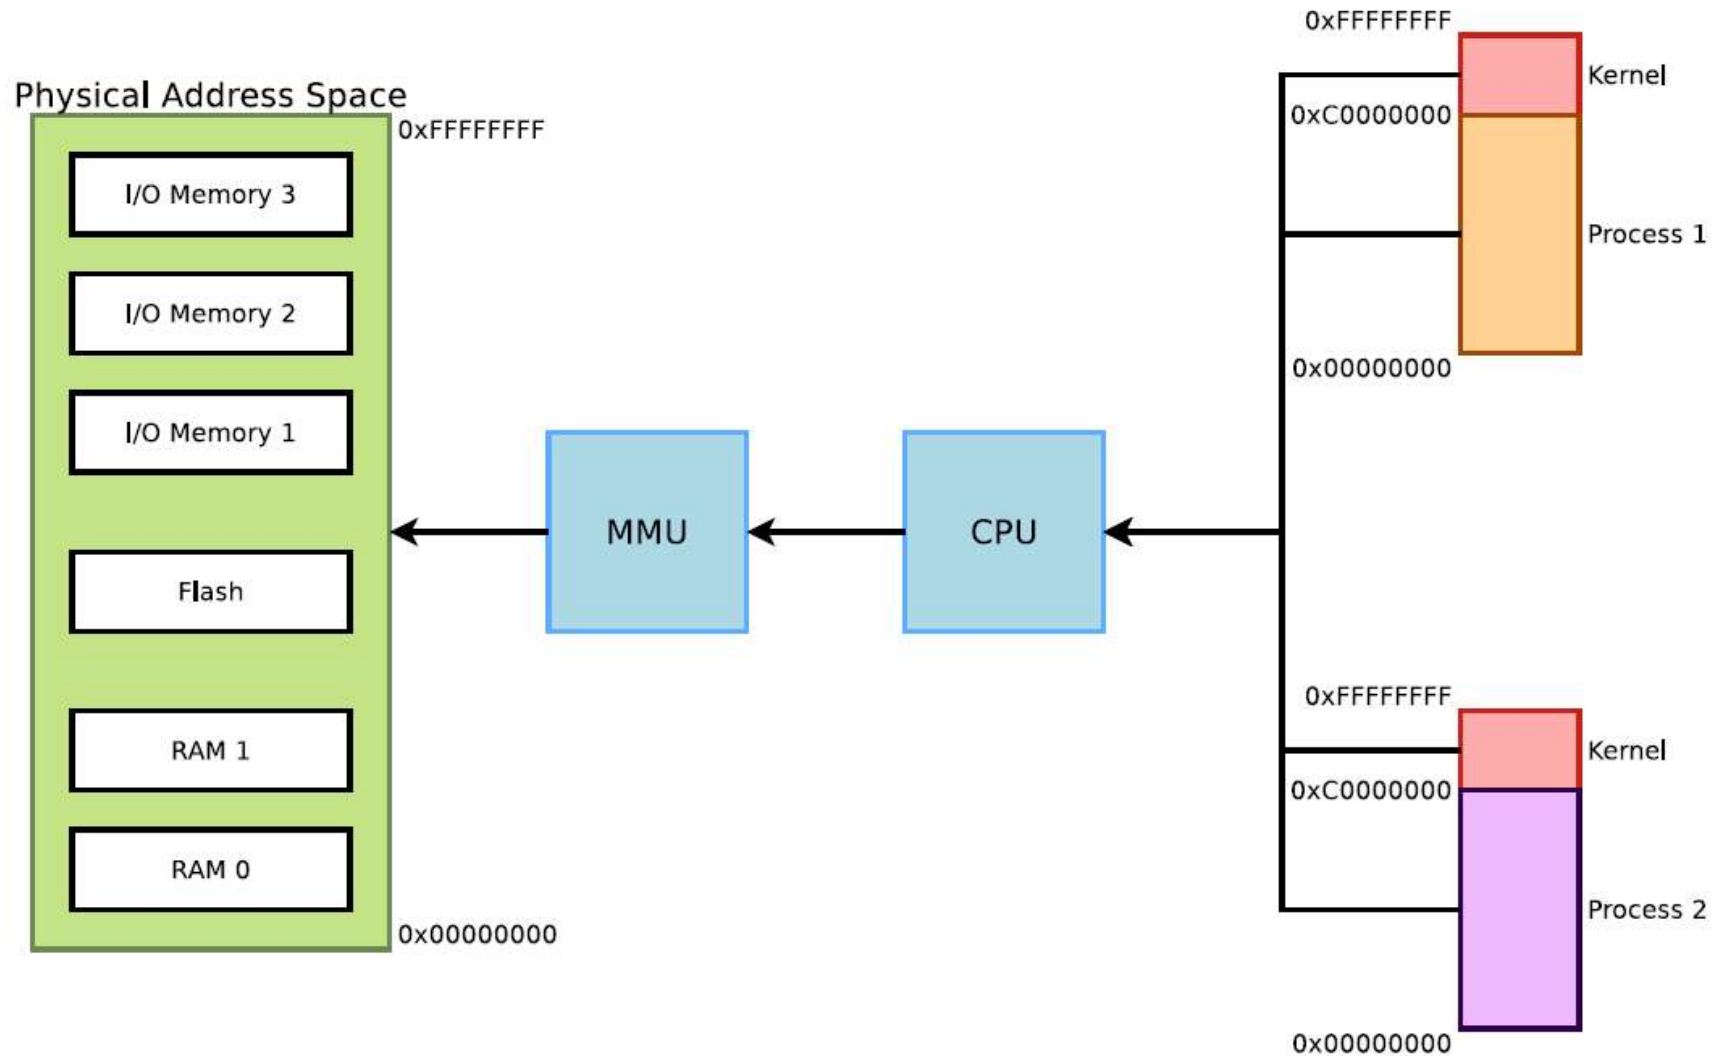 Physical Address Space
0xFFFFFFFF
I/O Memory 3
I/O Memory 2
I/O Memory 1
Flash
RAM 1
RAM 0
0x00000000
MMU
CPU
0xFFFFFFFF
Kernel
0xC0000000
Process 1
0x00000000
0xFFFFFFFF
Kernel
0xC0000000
Process 2
0x00000000